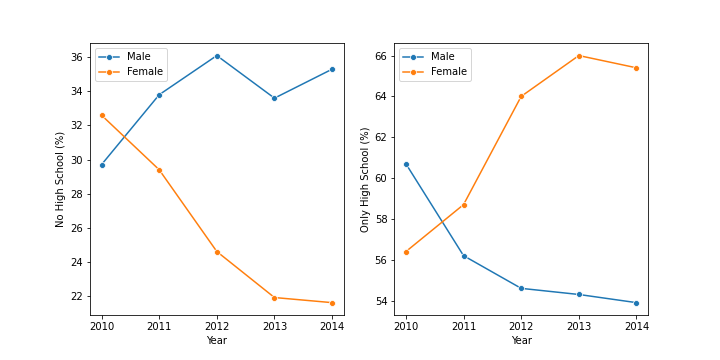 Male
Female
36
34
32
30
28
26
24
22
No High School (%)
2010 2011 2012 2013 2014
Year
Male
Female
66
64
62
60
58
56
54
Only High School (%)
2010 2011 2012 2013 2014
Year